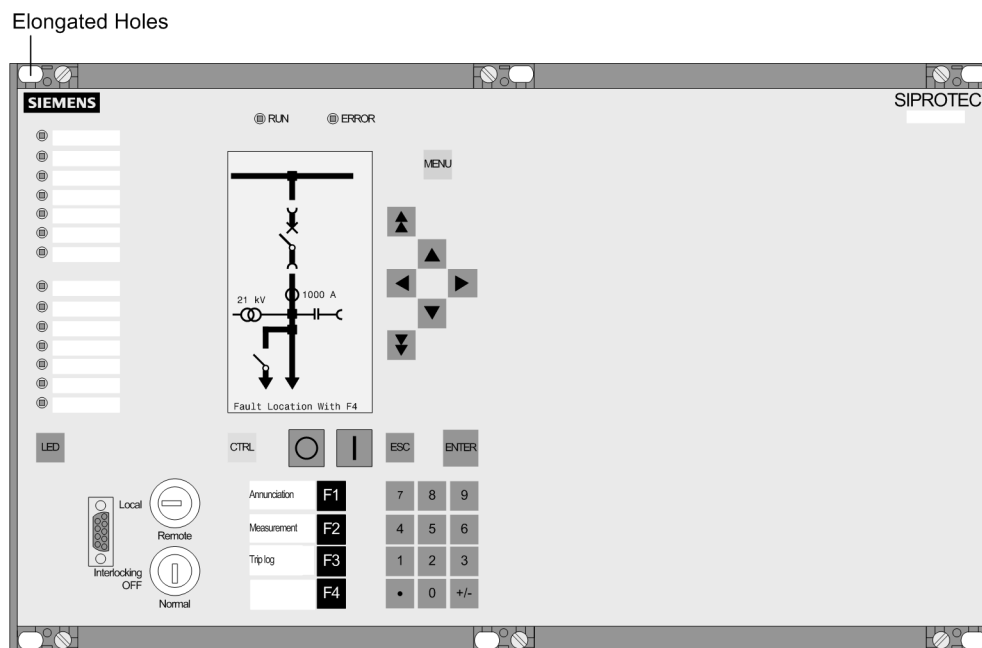 Elongated Holes
SIEMENS
SIPROTEC
RUN
ERROR
MENU
21 kV
1000 A
Fault Location With F4
LED
CTRL
ESC
ENTER
Annunciation F1
7 8 9
Local
Remote
Measurement F2
4 5 6
Trip log F3
1 2 3
Interlocking
OFF
Normal
F4
• 0 +/-